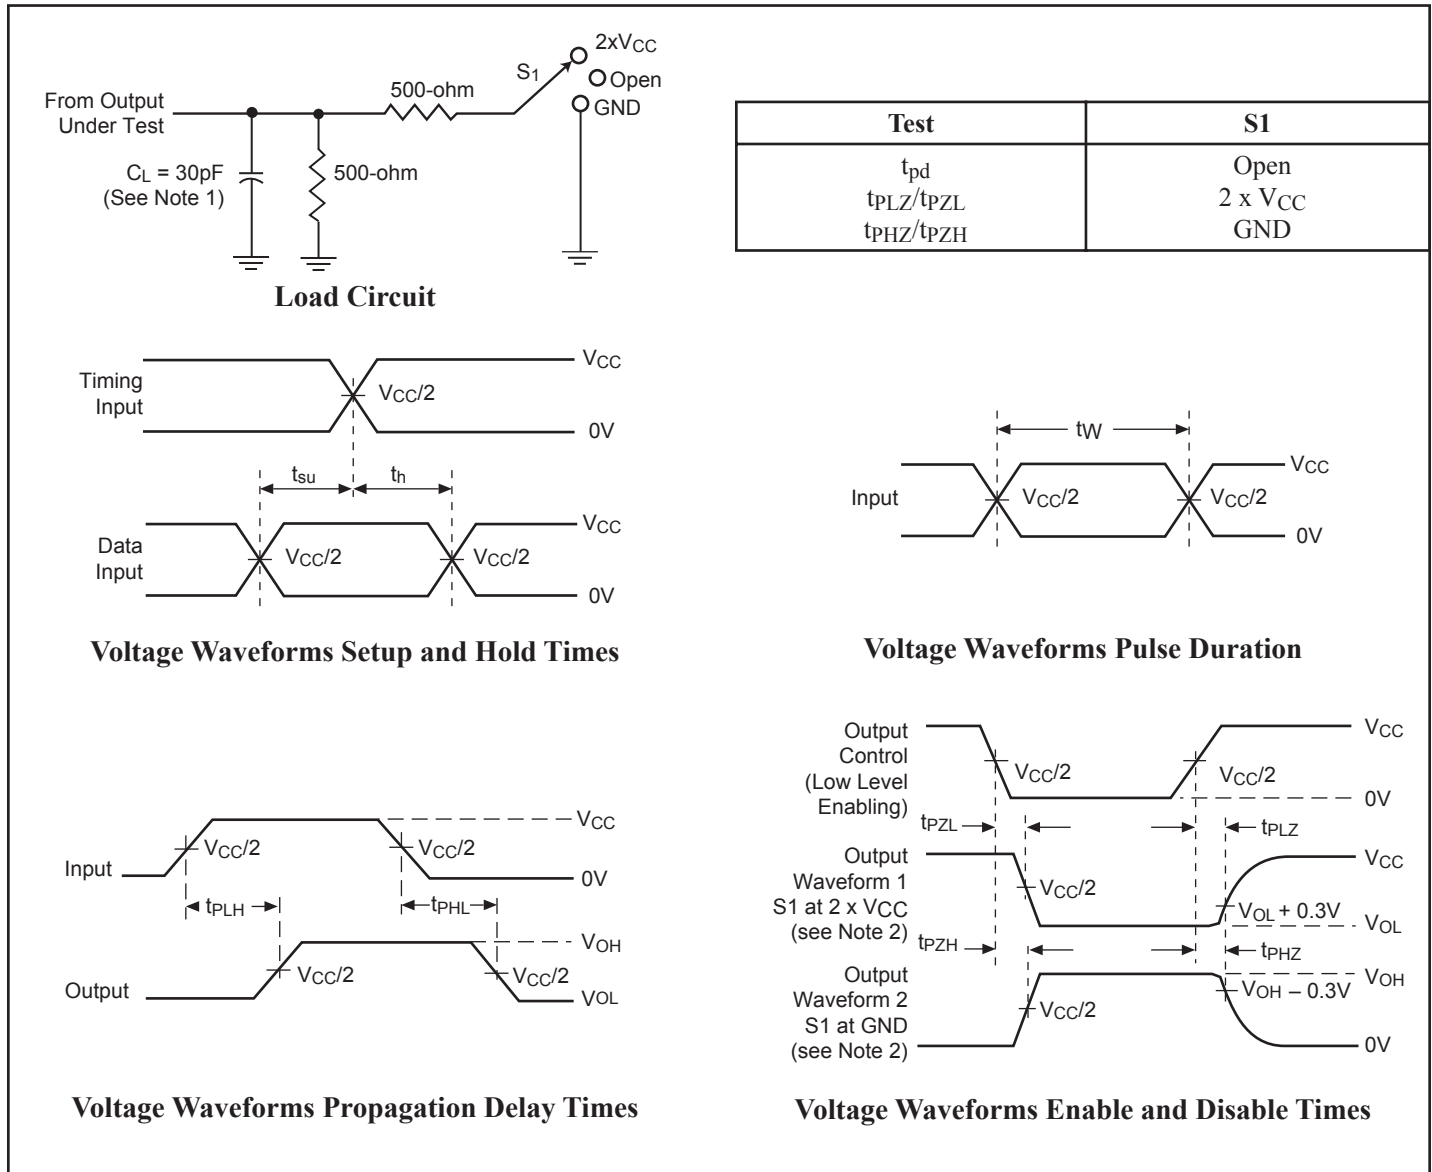 2xVCC
S1
Open
GND
500-ohm
From Output
Under Test
CL = 30pF
(See Note 1)
500-ohm
Load Circuit
Test S1
tpd Open
tPLZ/tPZL 2 x VCC
tPHZ/tPZH GND
Timing
Input
VCC
VCC/2
0V
tsu
th
Data
Input
VCC
VCC/2
VCC/2
0V
Voltage Waveforms Setup and Hold Times
tW
Input
VCC
VCC/2
VCC/2
0V
Voltage Waveforms Pulse Duration
Input
VCC
VCC/2
VCC/2
0V
tPLH
tPHL
Output
VOH
VCC/2
VCC/2
VOL
Voltage Waveforms Propagation Delay Times
Output
Control
(Low Level
Enabling)
VCC
VCC/2
VCC/2
0V
tPZL
tPLZ
Output
Waveform 1
S1 at 2 x VCC
(see Note 2)
VCC
VCC/2
VOL + 0.3V
VOL
tPZH
tPHZ
Output
Waveform 2
S1 at GND
(see Note 2)
VOH
VOH – 0.3V
VCC/2
0V
Voltage Waveforms Enable and Disable Times